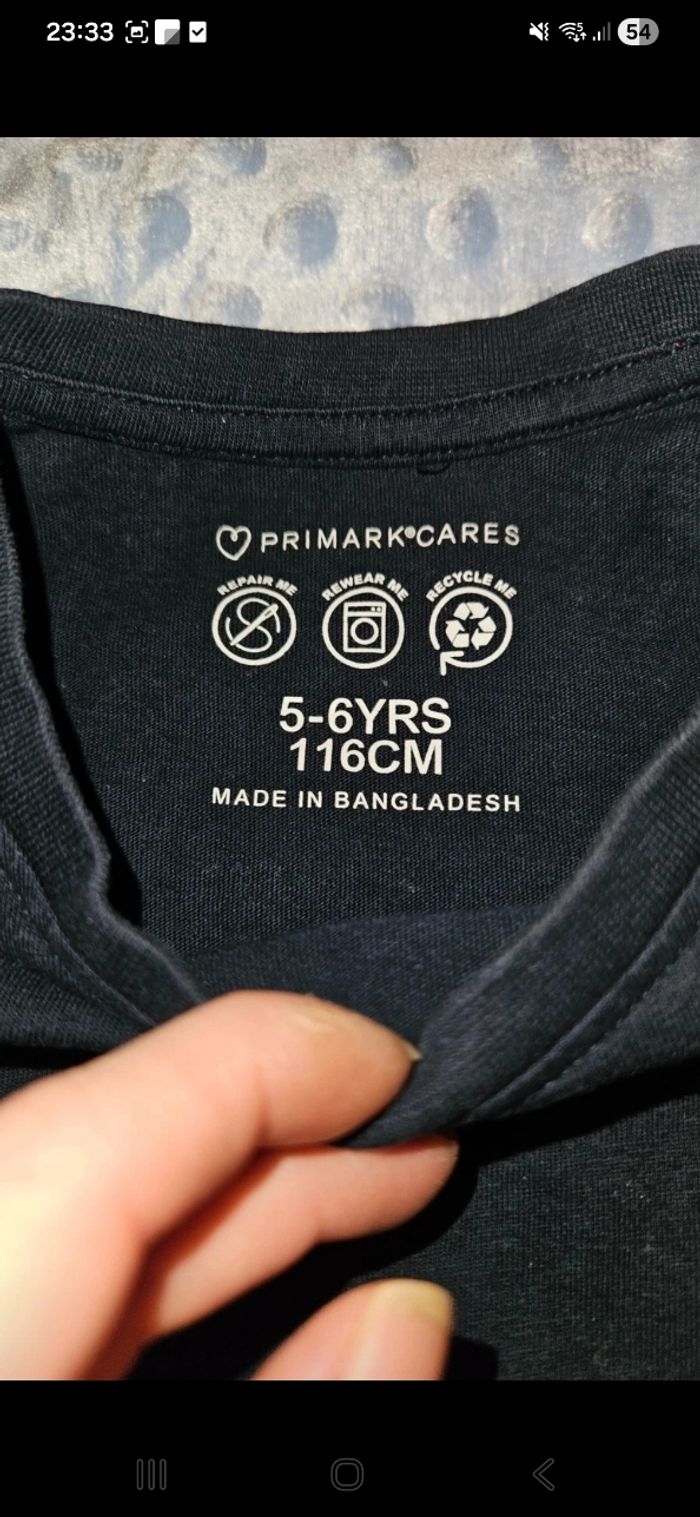 23:33
54
PRIMARK®CARES
REPAIR ME REWEAR ME RECYCLE ME
5-6YRS
116CM
MADE IN BANGLADESH